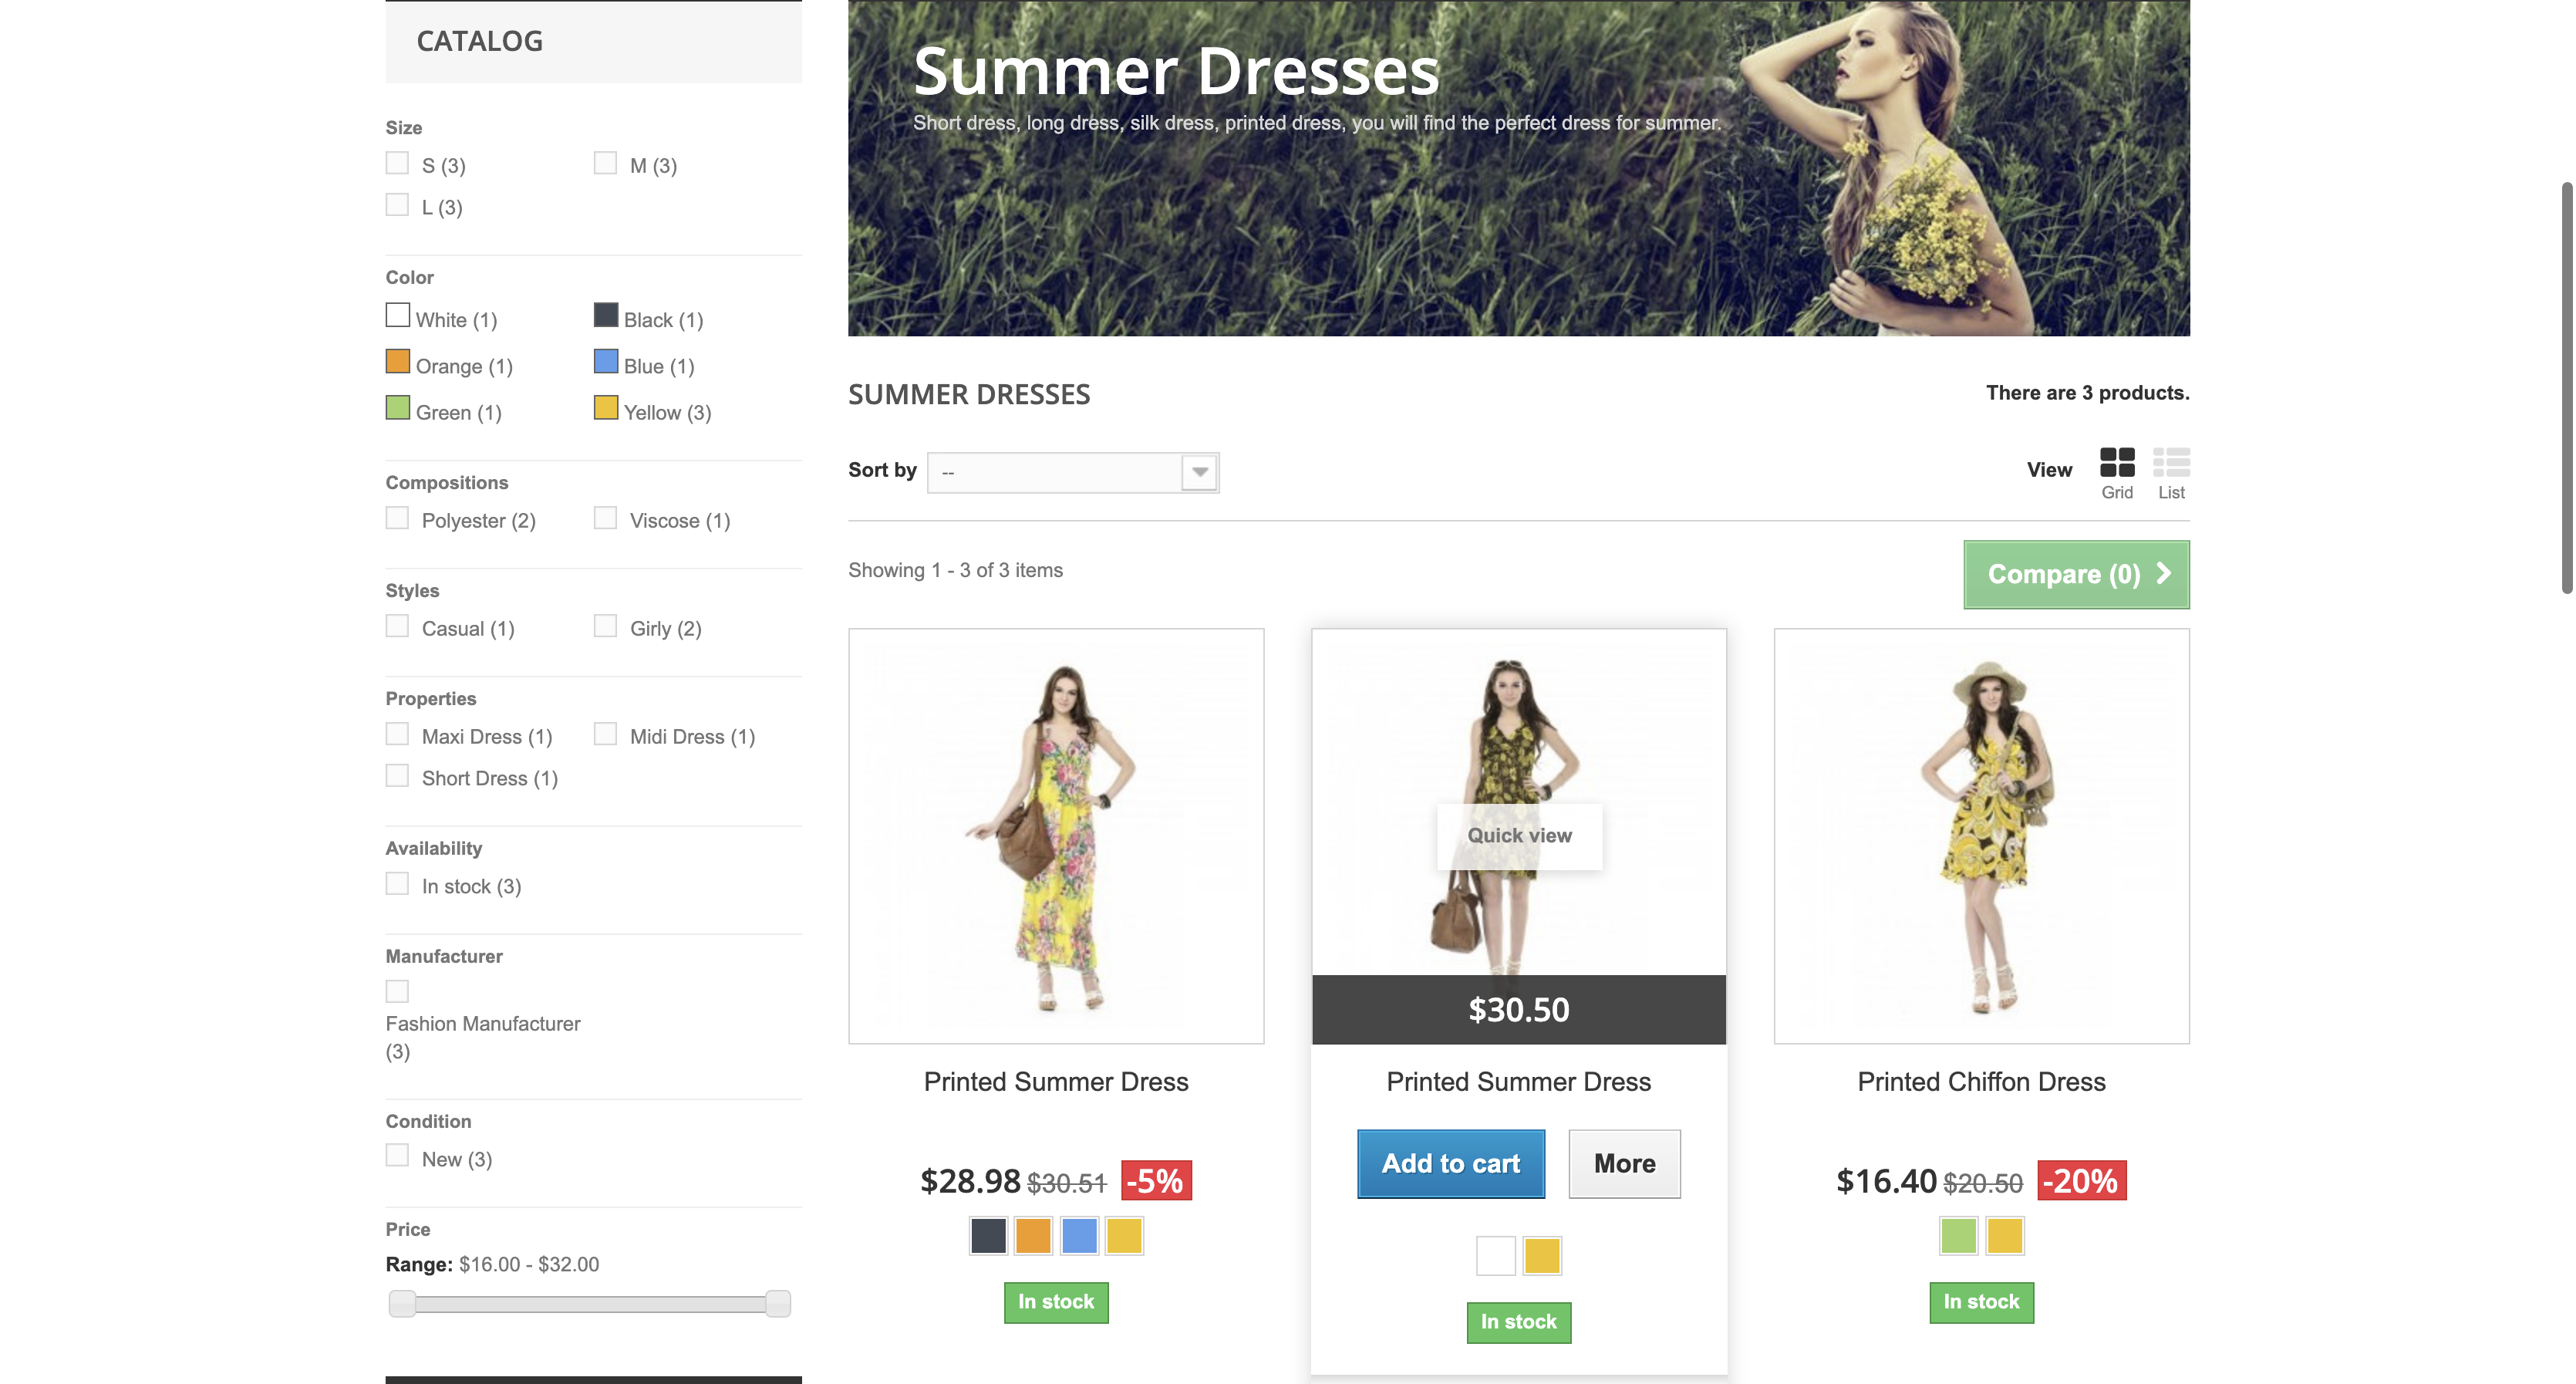 CATALOG
Size
S (3)
M (3)
L (3)
Color
White (1)
Black (1)
Orange (1)
Blue (1)
Green (1)
Yellow (3)
Compositions
Polyester (2)
Viscose (1)
Styles
Casual (1)
Girly (2)
Properties
Maxi Dress (1)
Midi Dress (1)
Short Dress (1)
Availability
In stock (3)
Manufacturer
Fashion Manufacturer
(3)
Condition
New (3)
Price
Range: $16.00 - $32.00
Summer Dresses
Short dress, long dress, silk dress, printed dress, you will find the perfect dress for summer.
SUMMER DRESSES
There are 3 products.
Sort by
--
View
Grid
List
Showing 1 - 3 of 3 items
Compare (0)
Printed Summer Dress
$28.98 $30.51 -5%
In stock
Quick view
$30.50
Printed Summer Dress
Add to cart
More
In stock
Printed Chiffon Dress
$16.40 $20.50 -20%
In stock